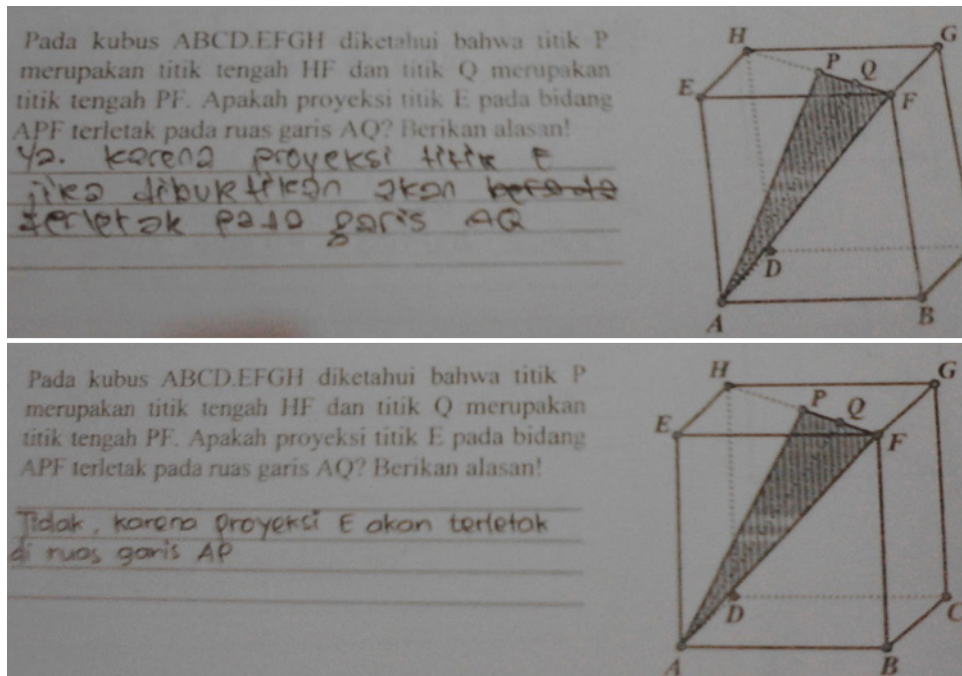 Pada kubus ABCD.EFGH diketahui bahwa titik P
merupakan titik tengah HF dan titik Q merupakan
titik tengah PF. Apakah proyeksi titik E pada bidang
APF terletak pada ruas garis AQ? Berikan alasan!
Ya. karena proyeksi titik E
jika dibuktikan akan berada
terletak pada garis AQ
H
G
P
Q
E
F
D
A
B
Pada kubus ABCD.EFGH diketahui bahwa titik P
merupakan titik tengah HF dan titik Q merupakan
titik tengah PF. Apakah proyeksi titik E pada bidang
APF terletak pada ruas garis AQ? Berikan alasan!
Tidak, karena proyeksi E akan terletak
di ruas garis AP
H
G
P
Q
E
F
D
C
A
B